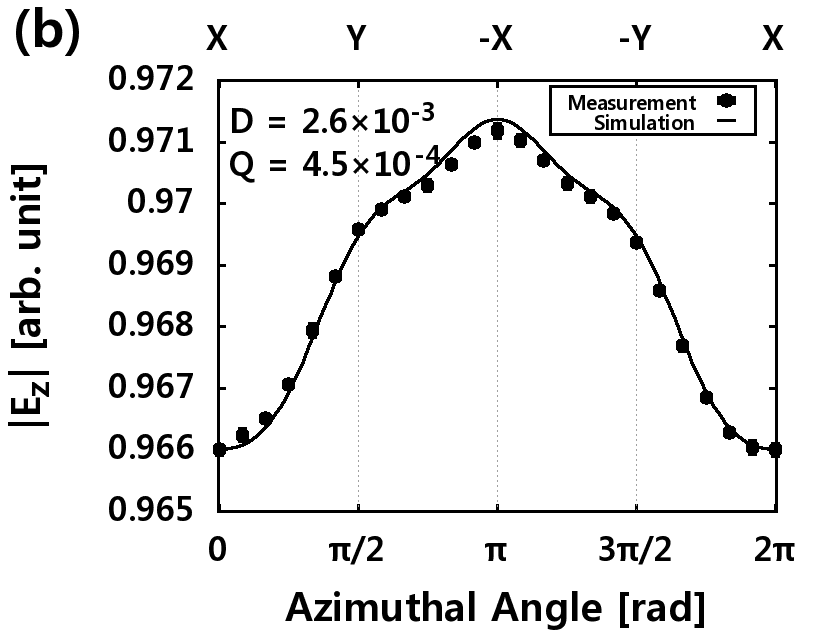 (b)
X Y -X -Y X
0.972
0.971
0.97
0.969
0.968
0.967
0.966
0.965
|Ez| [arb. unit]
D = 2.6×10-3
Q = 4.5×10-4
Measurement
Simulation
0 π/2 π 3π/2 2π
Azimuthal Angle [rad]